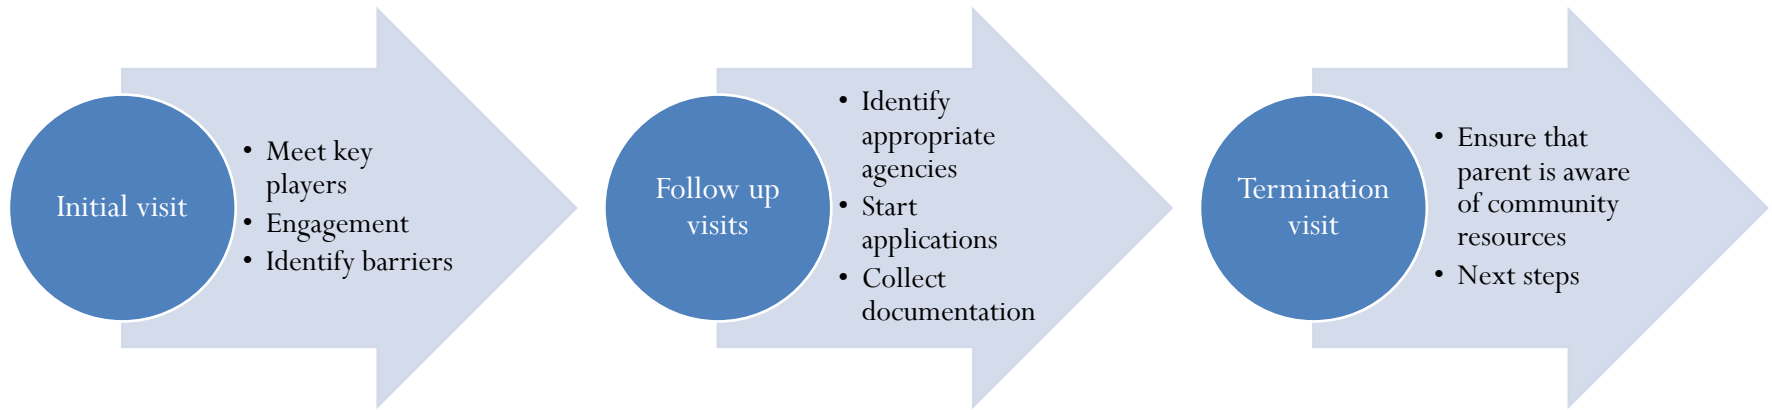 Initial visit
• Meet key
players
• Engagement
• Identify barriers
Follow up
visits
• Identify
appropriate
agencies
• Start
applications
• Collect
documentation
Termination
visit
• Ensure that
parent is aware
of community
resources
• Next steps